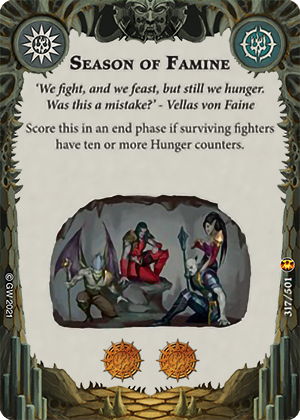 SEASON OF FAMINE
'We fight, and we feast, but still we hunger.
Was this a mistake?' - Vellas von Faine
Score this in an end phase if surviving fighters
have ten or more Hunger counters.
© GW 2021
317/501